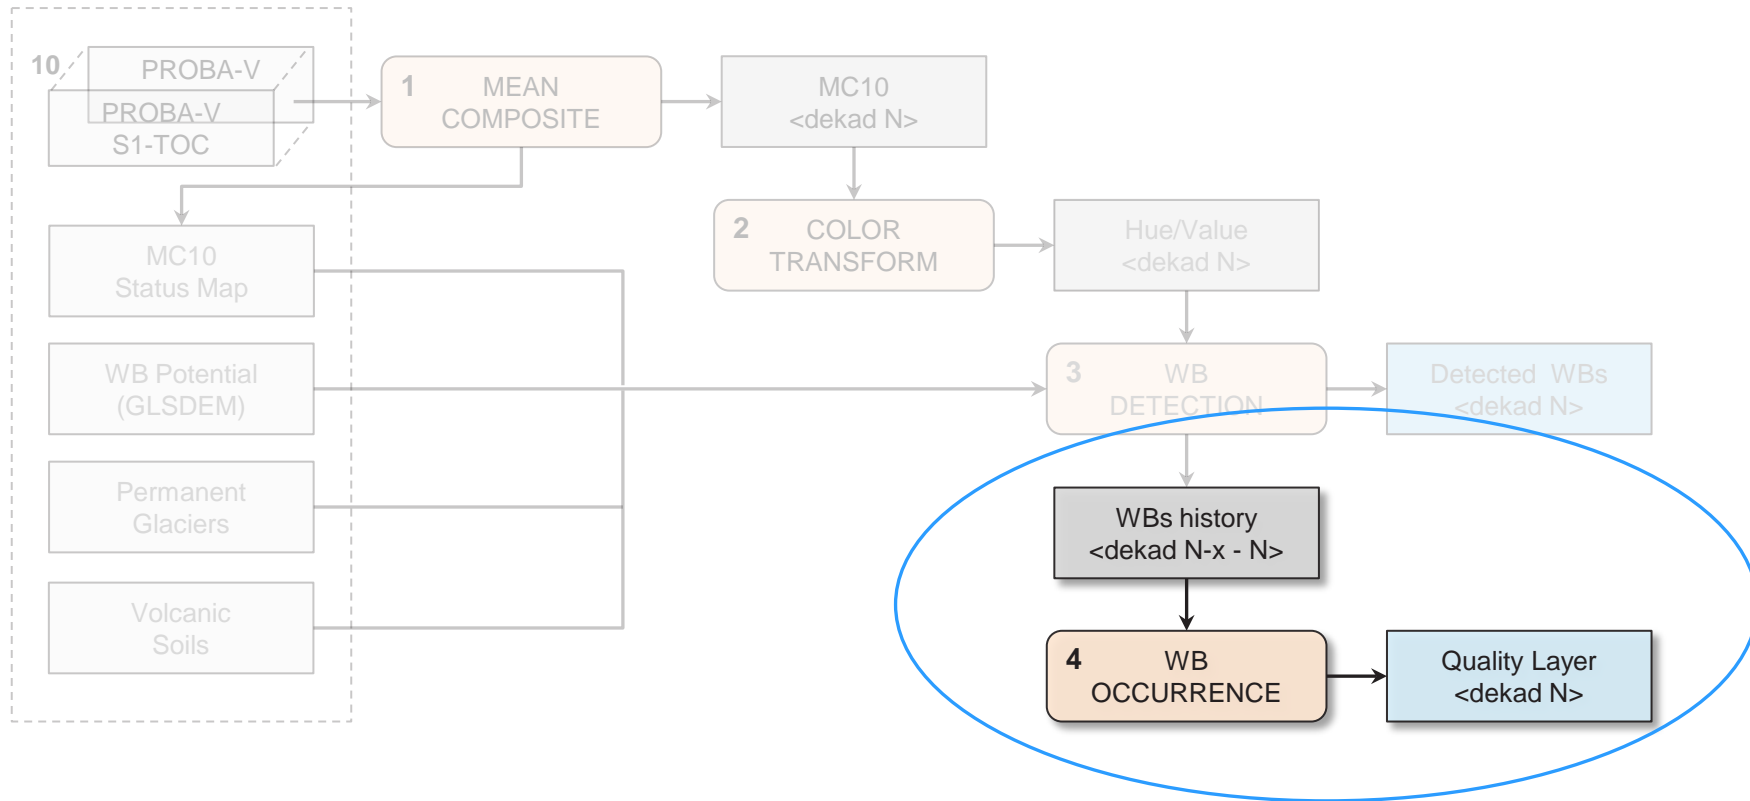 10
PROBA-V
PROBA-V
S1-TOC
1
MEAN
COMPOSITE
MC10
<dekad N>
MC10
Status Map
2
COLOR
TRANSFORM
Hue/Value
<dekad N>
WB Potential
(GLSDEM)
3
WB
DETECTION
Detected WBs
<dekad N>
Permanent
Glaciers
WBs history
<dekad N-x - N>
Volcanic
Soils
4
WB
OCCURRENCE
Quality Layer
<dekad N>